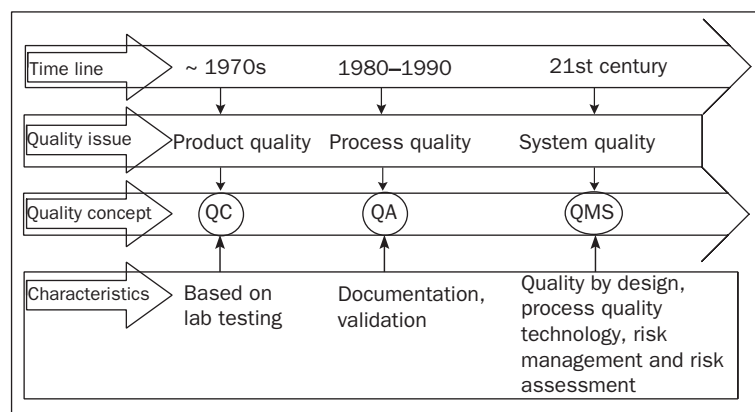 Time line
~ 1970s
1980–1990
21st century
Quality issue
Product quality
Process quality
System quality
Quality concept
QC
QA
QMS
Characteristics
Based on
lab testing
Documentation,
validation
Quality by design,
process quality
technology, risk
management and risk
assessment